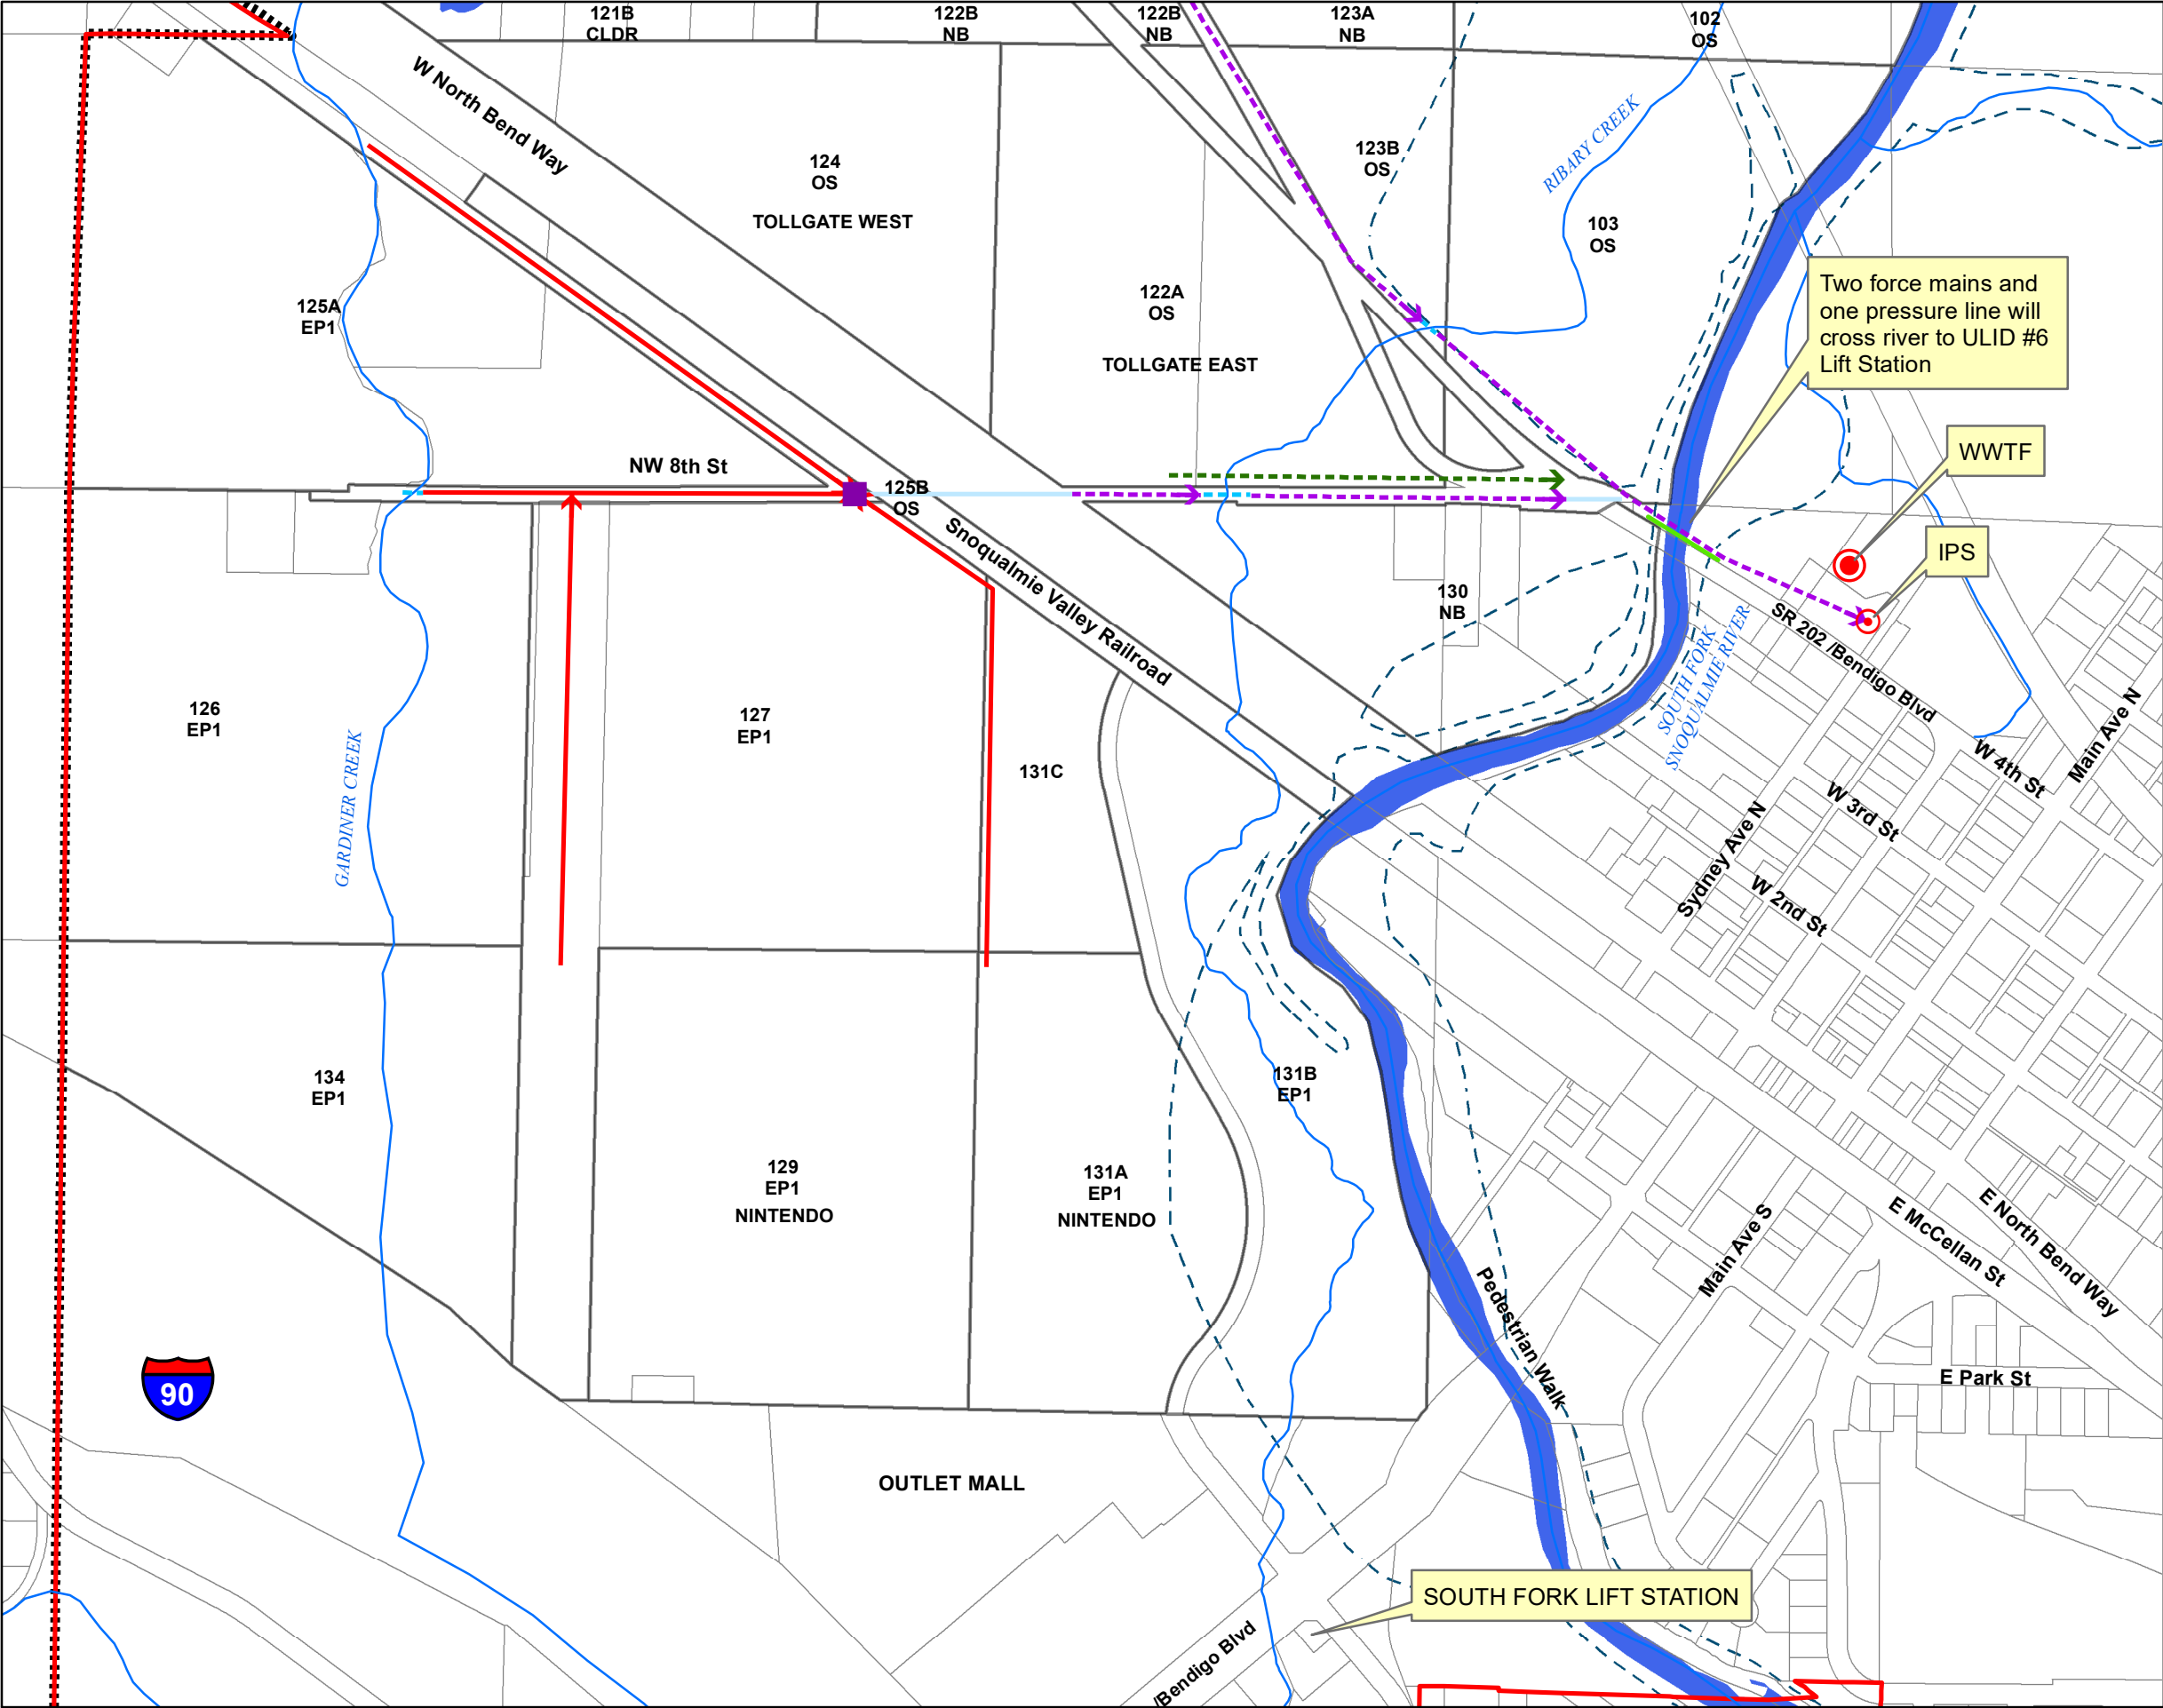 121B
CLDR
122B
NB
122B
NB
123A
NB
102
OS
W North Bend Way
124
OS
TOLLGATE WEST
123B
OS
RIBARY CREEK
103
OS
125A
EP1
122A
OS
TOLLGATE EAST
Two force mains and
one pressure line will
cross river to ULID #6
Lift Station
WWTF
IPS
NW 8th St
125B
OS
Snoqualmie Valley Railroad
130
NB
SR 202 /Bendigo Blvd
SOUTH FORK
SNOQUALMIE RIVER
126
EP1
127
EP1
131C
GARDINER CREEK
W 4th St
Main Ave N
W 3rd St
Sydney Ave N
W 2nd St
134
EP1
131B
EP1
129
EP1
NINTENDO
131A
EP1
NINTENDO
Main Ave S
E McCellan St
E North Bend Way
Pedestrian Walk
E Park St
90
OUTLET MALL
SOUTH FORK LIFT STATION
/Bendigo Blvd